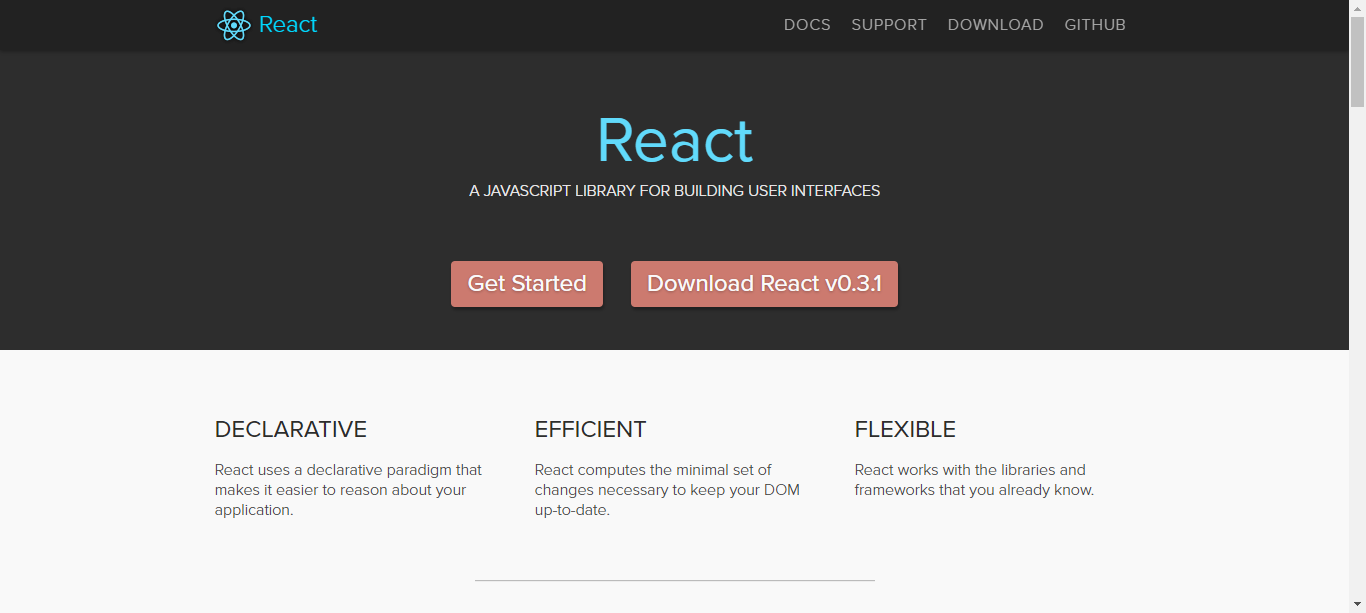 React
DOCS SUPPORT DOWNLOAD GITHUB
React
A JAVASCRIPT LIBRARY FOR BUILDING USER INTERFACES
Get Started
Download React v0.3.1
DECLARATIVE
React uses a declarative paradigm that
makes it easier to reason about your
application.
EFFICIENT
React computes the minimal set of
changes necessary to keep your DOM
up-to-date.
FLEXIBLE
React works with the libraries and
frameworks that you already know.